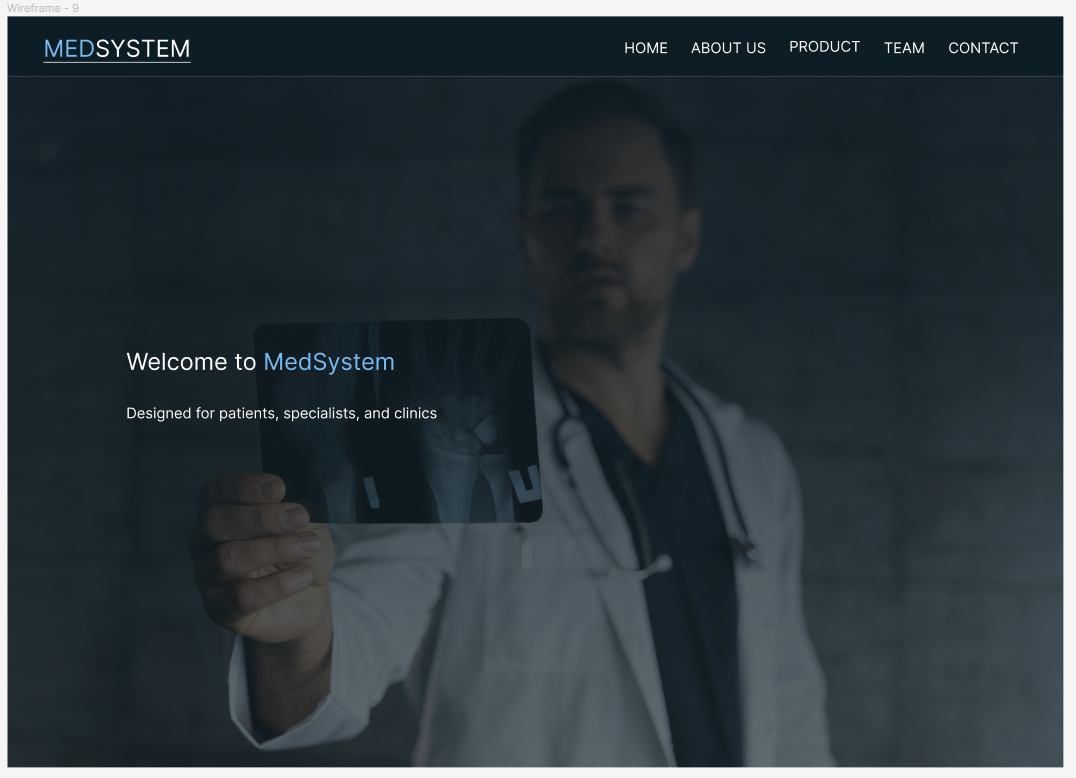 Wireframe - 9
MEDSYSTEM
HOME ABOUT US PRODUCT TEAM CONTACT
Welcome to MedSystem
Designed for patients, specialists, and clinics